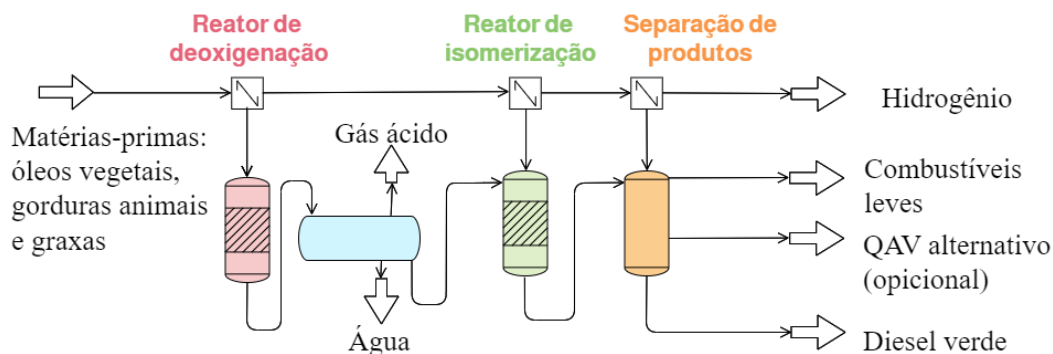 Reator de
deoxigenação
Reator de
isomerização
Separação de
produtos
Matérias-primas:
óleos vegetais,
gorduras animais
e graxas
Gás ácido
Água
Hidrogênio
Combustíveis
leves
QAV alternativo
(opicional)
Diesel verde